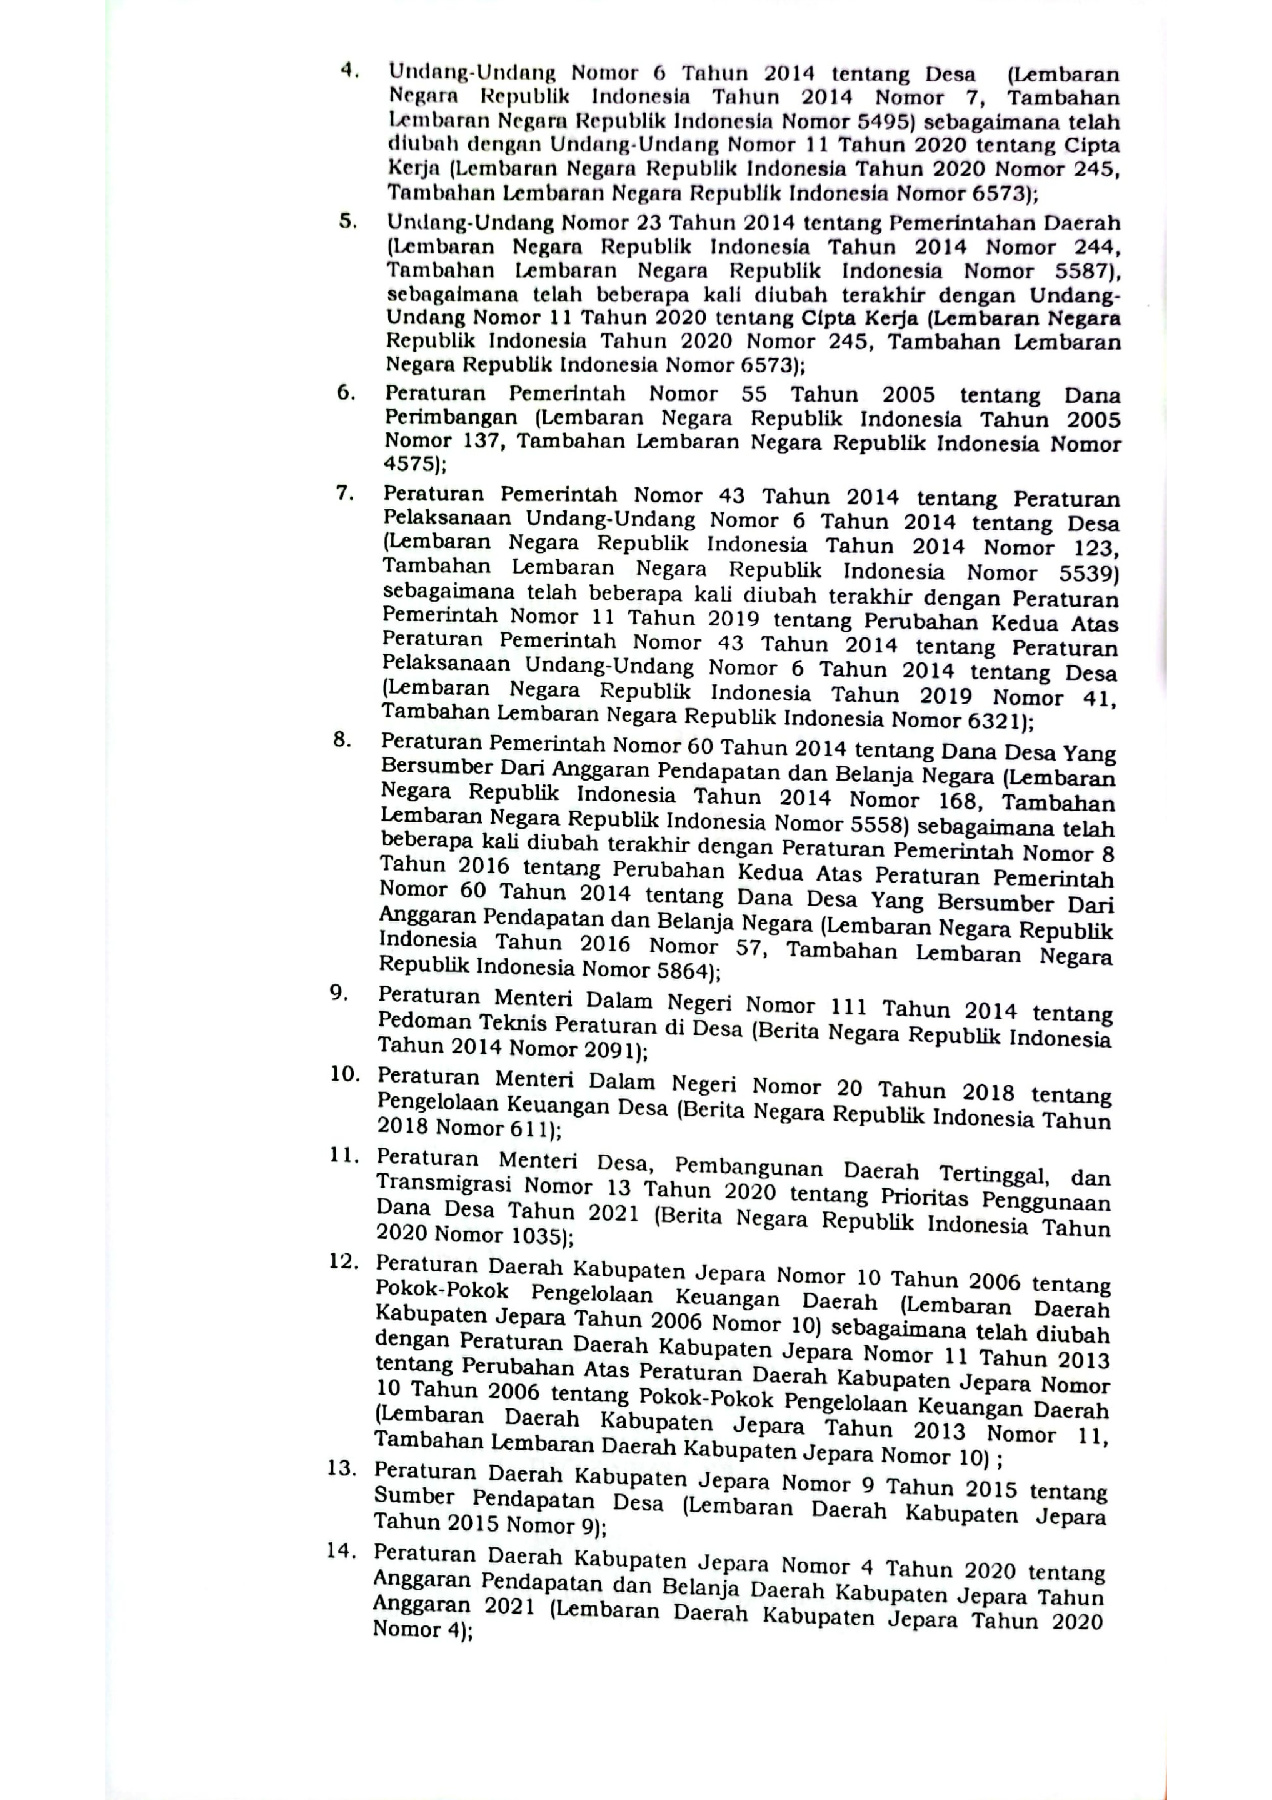 4. Undang-Undang Nomor 6 Tahun 2014 tentang Desa (Lembaran
Negara Republik Indonesia Tahun 2014 Nomor 7, Tambahan
Lembaran Negara Republik Indonesia Nomor 5495) sebagaimana telah
diubah dengan Undang-Undang Nomor 11 Tahun 2020 tentang Cipta
Kerja (Lembaran Negara Republik Indonesia Tahun 2020 Nomor 245,
Tambahan Lembaran Negara Republik Indonesia Nomor 6573);
5. Undang-Undang Nomor 23 Tahun 2014 tentang Pemerintahan Daerah
(Lembaran Negara Republik Indonesia Tahun 2014 Nomor 244,
Tambahan Lembaran Negara Republik Indonesia Nomor 5587),
sebagaimana telah beberapa kali diubah terakhir dengan Undang-
Undang Nomor 11 Tahun 2020 tentang Cipta Kerja (Lembaran Negara
Republik Indonesia Tahun 2020 Nomor 245, Tambahan Lembaran
Negara Republik Indonesia Nomor 6573);
6. Peraturan Pemerintah Nomor 55 Tahun 2005 tentang Dana
Perimbangan (Lembaran Negara Republik Indonesia Tahun 2005
Nomor 137, Tambahan Lembaran Negara Republik Indonesia Nomor
4575);
7. Peraturan Pemerintah Nomor 43 Tahun 2014 tentang Peraturan
Pelaksanaan Undang-Undang Nomor 6 Tahun 2014 tentang Desa
(Lembaran Negara Republik Indonesia Tahun 2014 Nomor 123,
Tambahan Lembaran Negara Republik Indonesia Nomor 5539)
sebagaimana telah beberapa kali diubah terakhir dengan Peraturan
Pemerintah Nomor 11 Tahun 2019 tentang Perubahan Kedua Atas
Peraturan Pemerintah Nomor 43 Tahun 2014 tentang Peraturan
Pelaksanaan Undang-Undang Nomor 6 Tahun 2014 tentang Desa
(Lembaran Negara Republik Indonesia Tahun 2019 Nomor 41,
Tambahan Lembaran Negara Republik Indonesia Nomor 6321);
8. Peraturan Pemerintah Nomor 60 Tahun 2014 tentang Dana Desa Yang
Bersumber Dari Anggaran Pendapatan dan Belanja Negara (Lembaran
Negara Republik Indonesia Tahun 2014 Nomor 168, Tambahan
Lembaran Negara Republik Indonesia Nomor 5558) sebagaimana telah
beberapa kali diubah terakhir dengan Peraturan Pemerintah Nomor 8
Tahun 2016 tentang Perubahan Kedua Atas Peraturan Pemerintah
Nomor 60 Tahun 2014 tentang Dana Desa Yang Bersumber Dari
Anggaran Pendapatan dan Belanja Negara (Lembaran Negara Republik
Indonesia Tahun 2016 Nomor 57, Tambahan Lembaran Negara
Republik Indonesia Nomor 5864);
9. Peraturan Menteri Dalam Negeri Nomor 111 Tahun 2014 tentang
Pedoman Teknis Peraturan di Desa (Berita Negara Republik Indonesia
Tahun 2014 Nomor 2091);
10. Peraturan Menteri Dalam Negeri Nomor 20 Tahun 2018 tentang
Pengelolaan Keuangan Desa (Berita Negara Republik Indonesia Tahun
2018 Nomor 611);
11. Peraturan Menteri Desa, Pembangunan Daerah Tertinggal, dan
Transmigrasi Nomor 13 Tahun 2020 tentang Prioritas Penggunaan
Dana Desa Tahun 2021 (Berita Negara Republik Indonesia Tahun
2020 Nomor 1035);
12. Peraturan Daerah Kabupaten Jepara Nomor 10 Tahun 2006 tentang
Pokok-Pokok Pengelolaan Keuangan Daerah (Lembaran Daerah
Kabupaten Jepara Tahun 2006 Nomor 10) sebagaimana telah diubah
dengan Peraturan Daerah Kabupaten Jepara Nomor 11 Tahun 2013
tentang Perubahan Atas Peraturan Daerah Kabupaten Jepara Nomor
10 Tahun 2006 tentang Pokok-Pokok Pengelolaan Keuangan Daerah
(Lembaran Daerah Kabupaten Jepara Tahun 2013 Nomor 11,
Tambahan Lembaran Daerah Kabupaten Jepara Nomor 10) ;
13. Peraturan Daerah Kabupaten Jepara Nomor 9 Tahun 2015 tentang
Sumber Pendapatan Desa (Lembaran Daerah Kabupaten Jepara
Tahun 2015 Nomor 9);
14. Peraturan Daerah Kabupaten Jepara Nomor 4 Tahun 2020 tentang
Anggaran Pendapatan dan Belanja Daerah Kabupaten Jepara Tahun
Anggaran 2021 (Lembaran Daerah Kabupaten Jepara Tahun 2020
Nomor 4);